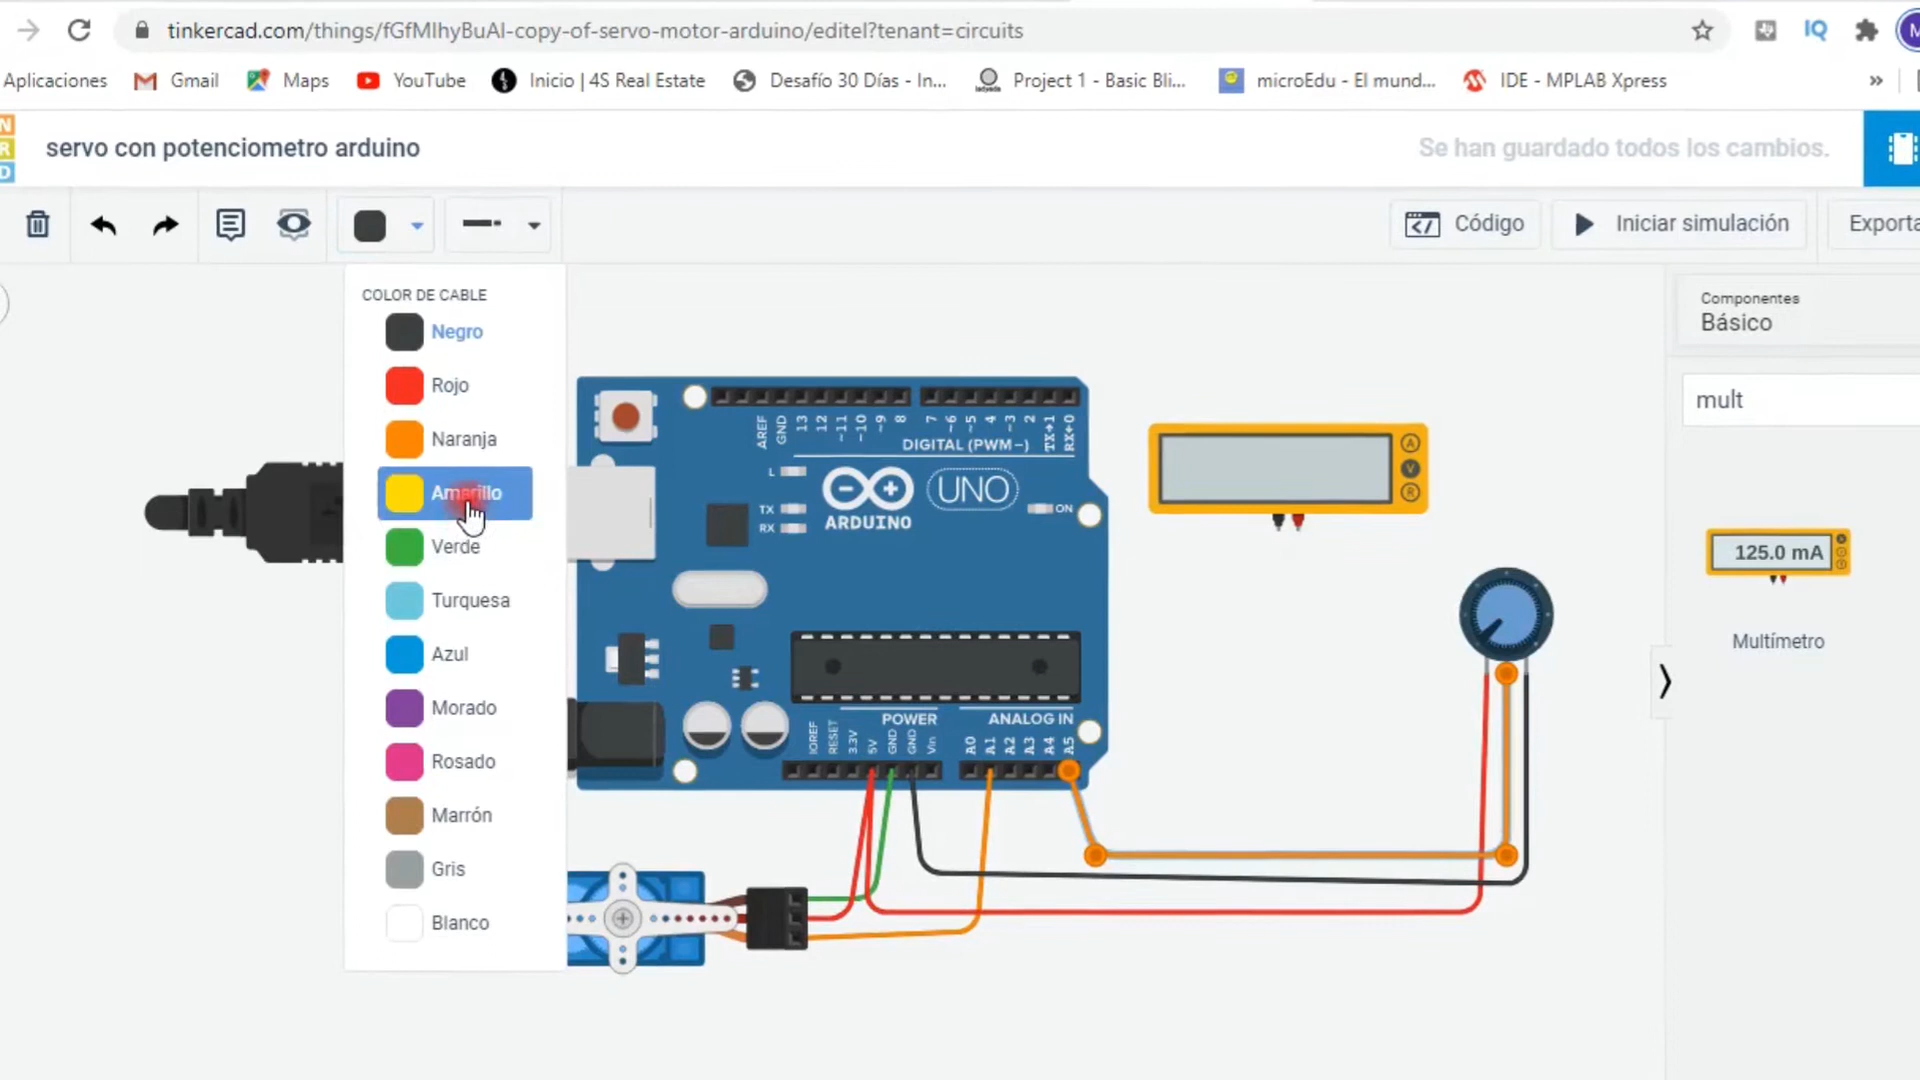 tinkercad.com/things/fGfMlhyBuAl-copy-of-servo-motor-arduino/editel?tenant=circuits
IQ
M
Aplicaciones
Gmail
Maps
YouTube
Inicio | 4S Real Estate
Desafío 30 Días - In...
Project 1 - Basic Bli...
microEdu - El mund...
IDE - MPLAB Xpress
»
N
R
D
servo con potenciometro arduino
Se han guardado todos los cambios.
Código
Iniciar simulación
Exporta
COLOR DE CABLE
Negro
Rojo
Naranja
Amarillo
Verde
Turquesa
Azul
Morado
Rosado
Marrón
Gris
Blanco
AREF
GND
13
12
~11
~10
~9
8
7
~6
~5
4
~3
2
TX→1
RX←0
DIGITAL (PWM~)
L
TX
RX
UNO
ARDUINO
ON
POWER
ANALOG IN
IOREF
RESET
3.3V
5V
GND
GND
Vin
A0
A1
A2
A3
A4
A5
A
V
R
Componentes
Básico
mult
125.0 mA
Multímetro